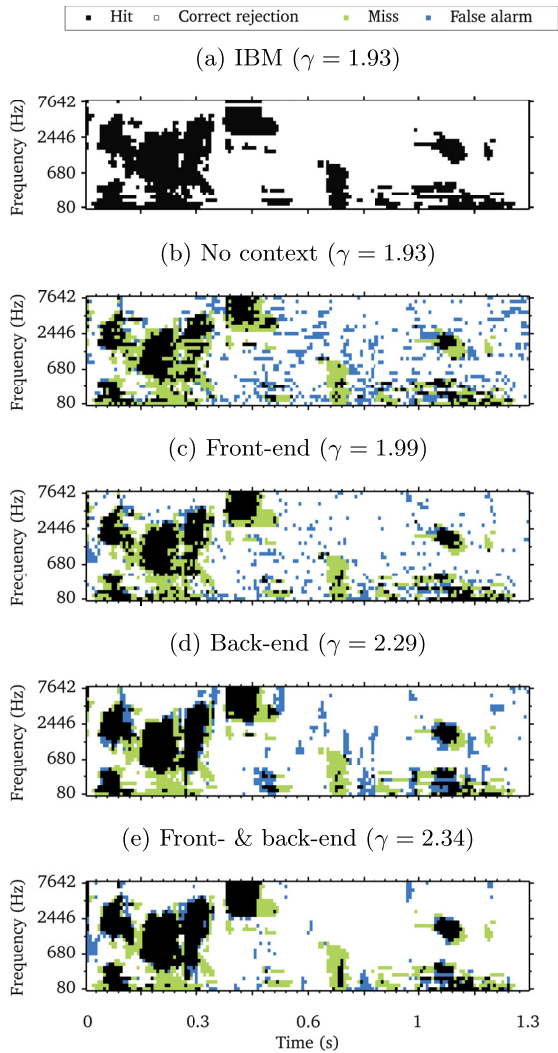 Hit Correct rejection Miss False alarm
(a) IBM (γ = 1.93)
Frequency (Hz)
7642
2446
680
80
(b) No context (γ = 1.93)
Frequency (Hz)
7642
2446
680
80
(c) Front-end (γ = 1.99)
Frequency (Hz)
7642
2446
680
80
(d) Back-end (γ = 2.29)
Frequency (Hz)
7642
2446
680
80
(e) Front- & back-end (γ = 2.34)
Frequency (Hz)
7642
2446
680
80
0 0.3 0.6 1 1.3
Time (s)